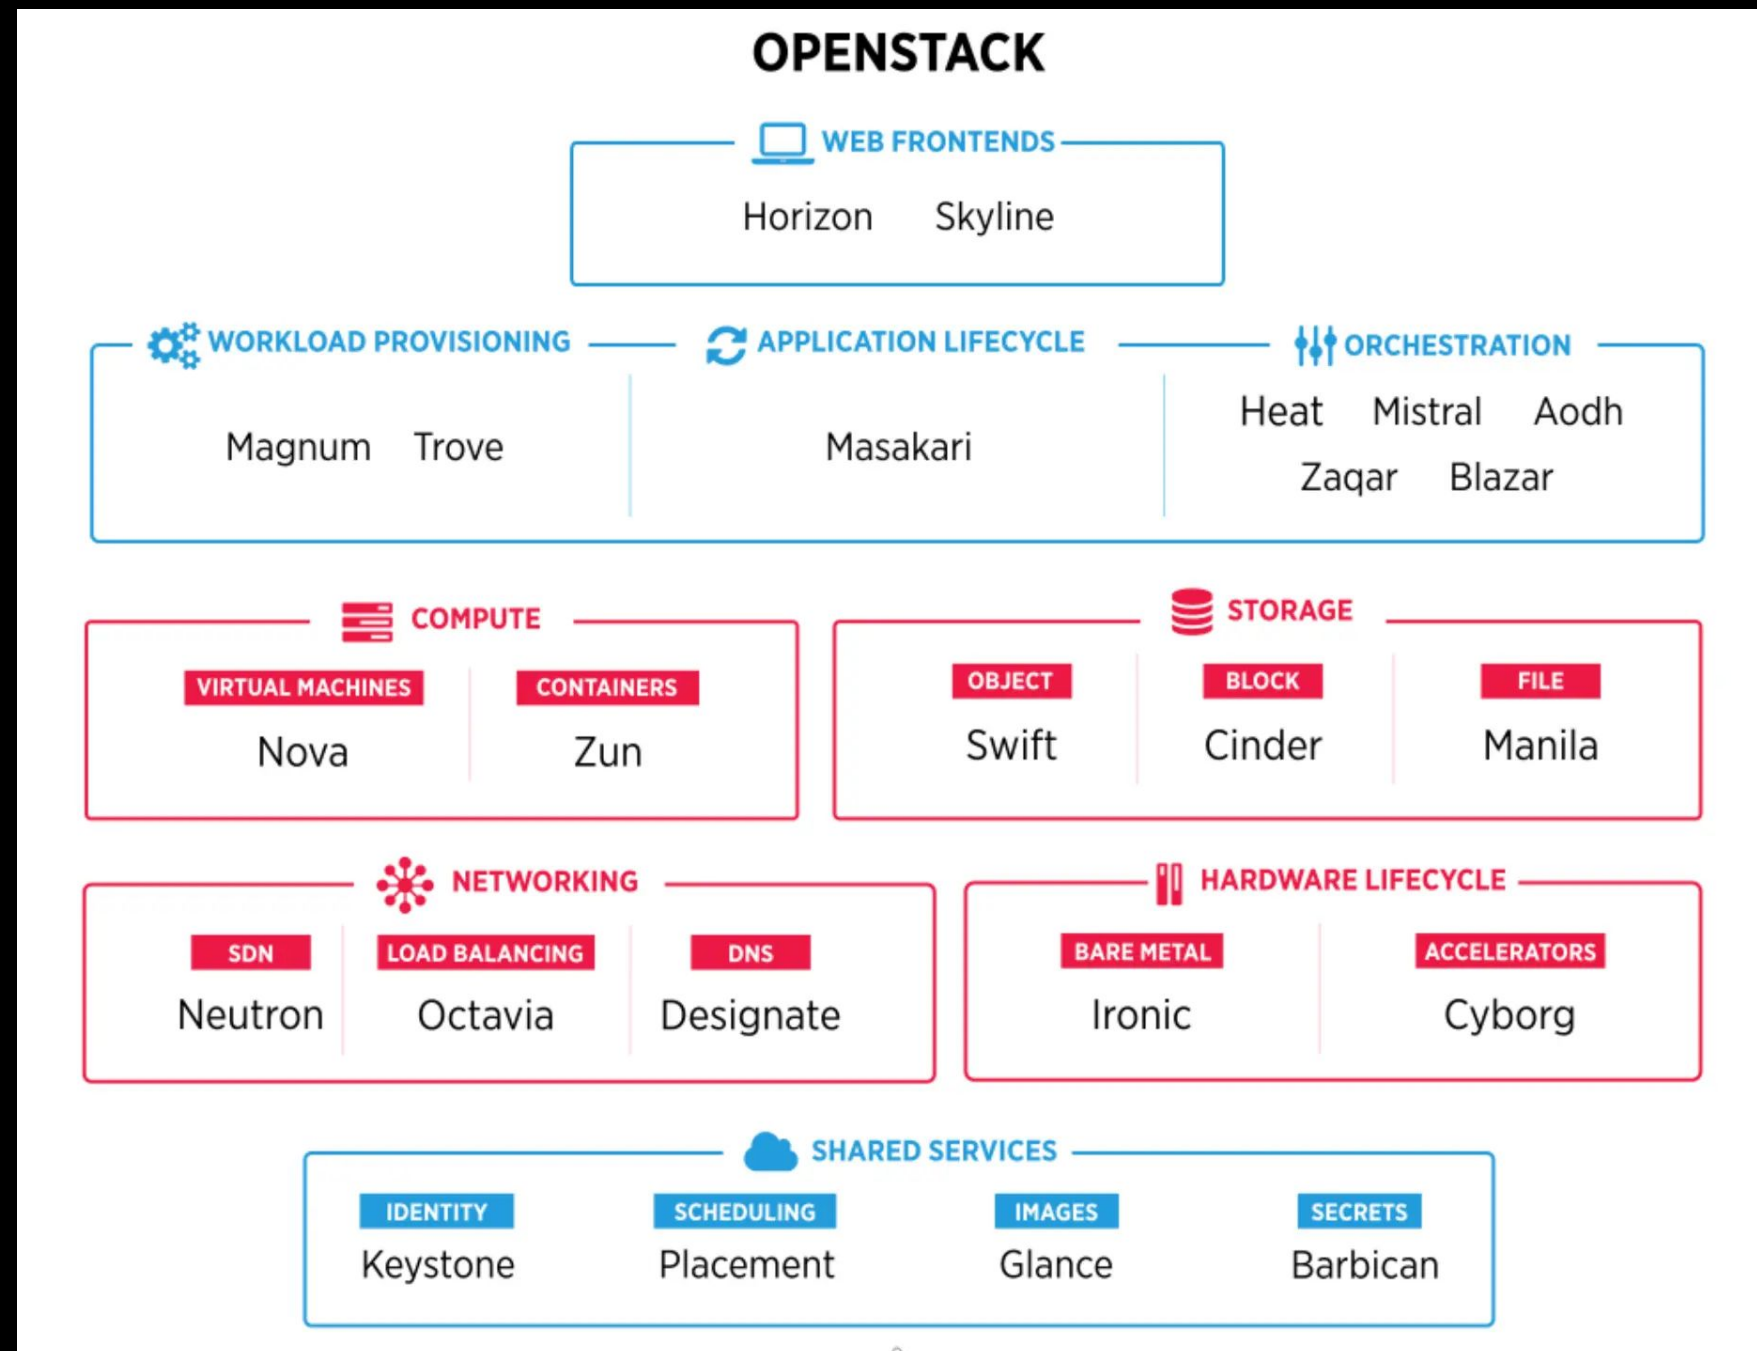 OPENSTACK
WEB FRONTENDS
Horizon Skyline
WORKLOAD PROVISIONING
Magnum Trove
APPLICATION LIFECYCLE
Masakari
ORCHESTRATION
Heat Mistral Aodh
Zaqar Blazar
COMPUTE
VIRTUAL MACHINES
Nova
CONTAINERS
Zun
STORAGE
OBJECT
Swift
BLOCK
Cinder
FILE
Manila
NETWORKING
SDN
Neutron
LOAD BALANCING
Octavia
DNS
Designate
HARDWARE LIFECYCLE
BARE METAL
Ironic
ACCELERATORS
Cyborg
SHARED SERVICES
IDENTITY
Keystone
SCHEDULING
Placement
IMAGES
Glance
SECRETS
Barbican